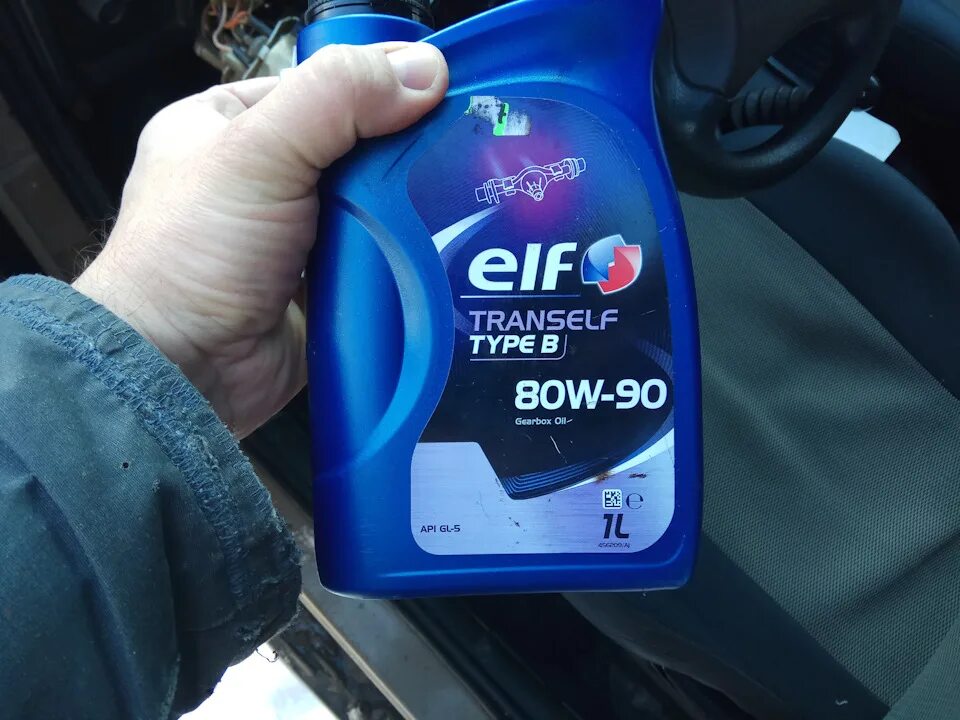 elf
TRANSELF
TYPE B
80W-90
Gearbox Oil
API GL-5
℮
1L